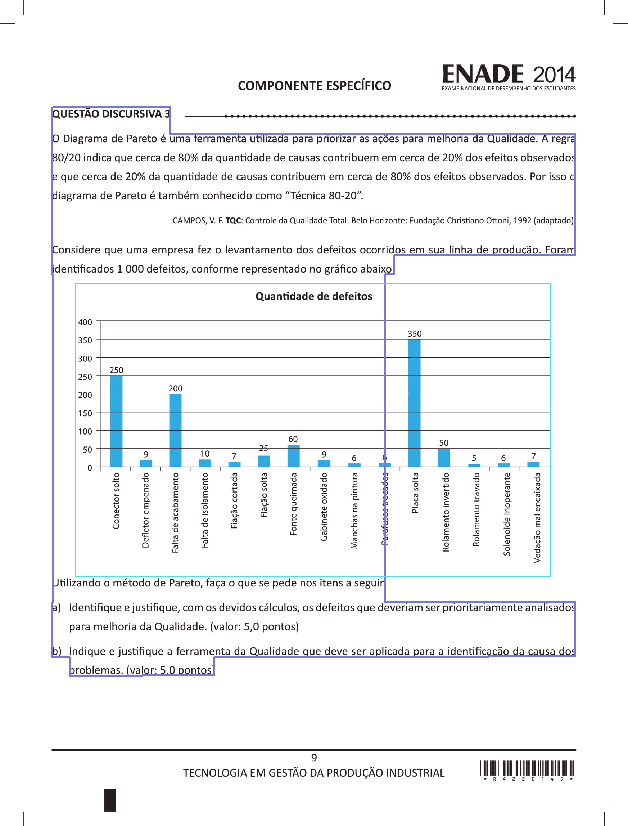 COMPONENTE ESPECÍFICO
ENADE 2014
EXAME NACIONAL DE DESEMPENHO DOS ESTUDANTES
QUESTÃO DISCURSIVA 3
O Diagrama de Pareto é uma ferramenta utilizada para priorizar as ações para melhoria da Qualidade. A regra
80/20 indica que cerca de 80% da quantidade de causas contribuem em cerca de 20% dos efeitos observados
e que cerca de 20% da quantidade de causas contribuem em cerca de 80% dos efeitos observados. Por isso o
diagrama de Pareto é também conhecido como “Técnica 80-20”.
CAMPOS, V. F. TQC: Controle da Qualidade Total. Belo Horizonte: Fundação Christiano Ottoni, 1992 (adaptado).
Considere que uma empresa fez o levantamento dos defeitos ocorridos em sua linha de produção. Foram
identificados 1 000 defeitos, conforme representado no gráfico abaixo.
Quantidade de defeitos
400
350
300
250
200
150
100
50
0
250
9
200
10
7
25
60
9
6
350
50
5
6
7
Conector solto
Defletor empenado
Falta de acabamento
Falta de isolamento
Fiação cortada
Fiação solta
Fonte queimada
Gabinete oxidado
Manchas na pintura
Parafusos trocados
Placa solta
Rolamento invertido
Rolamento travado
Solenoide inoperante
Vedação mal encaixada
Utilizando o método de Pareto, faça o que se pede nos itens a seguir.
a) Identifique e justifique, com os devidos cálculos, os defeitos que deveriam ser prioritariamente analisados
para melhoria da Qualidade. (valor: 5,0 pontos)
b) Indique e justifique a ferramenta da Qualidade que deve ser aplicada para a identificação da causa dos
problemas. (valor: 5,0 pontos)
9
TECNOLOGIA EM GESTÃO DA PRODUÇÃO INDUSTRIAL